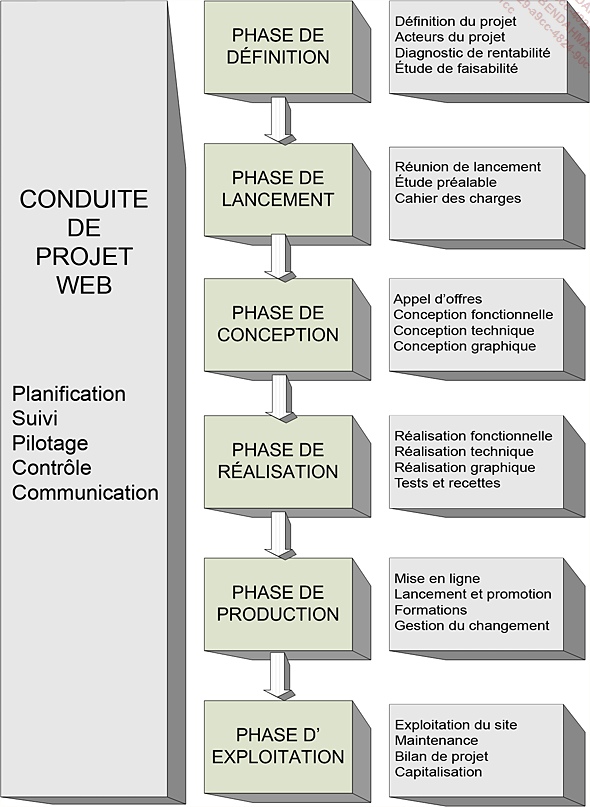 CONDUITE
DE
PROJET
WEB
Planification
Suivi
Pilotage
Contrôle
Communication
PHASE DE
DÉFINITION
Définition du projet
Acteurs du projet
Diagnostic de rentabilité
Étude de faisabilité
PHASE DE
LANCEMENT
Réunion de lancement
Étude préalable
Cahier des charges
PHASE DE
CONCEPTION
Appel d'offres
Conception fonctionnelle
Conception technique
Conception graphique
PHASE DE
RÉALISATION
Réalisation fonctionnelle
Réalisation technique
Réalisation graphique
Tests et recettes
PHASE DE
PRODUCTION
Mise en ligne
Lancement et promotion
Formations
Gestion du changement
PHASE D'
EXPLOITATION
Exploitation du site
Maintenance
Bilan de projet
Capitalisation